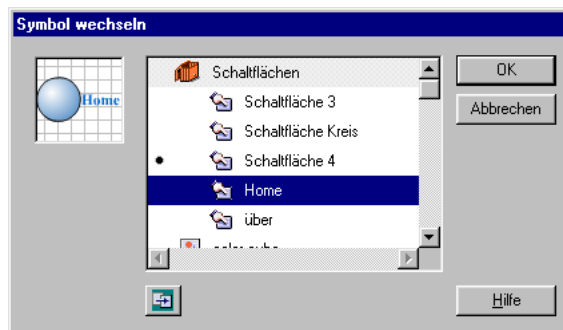 Symbol wechseln
Home
Schaltflächen
Schaltfläche 3
Schaltfläche Kreis
Schaltfläche 4
Home
über
OK
Abbrechen
Hilfe